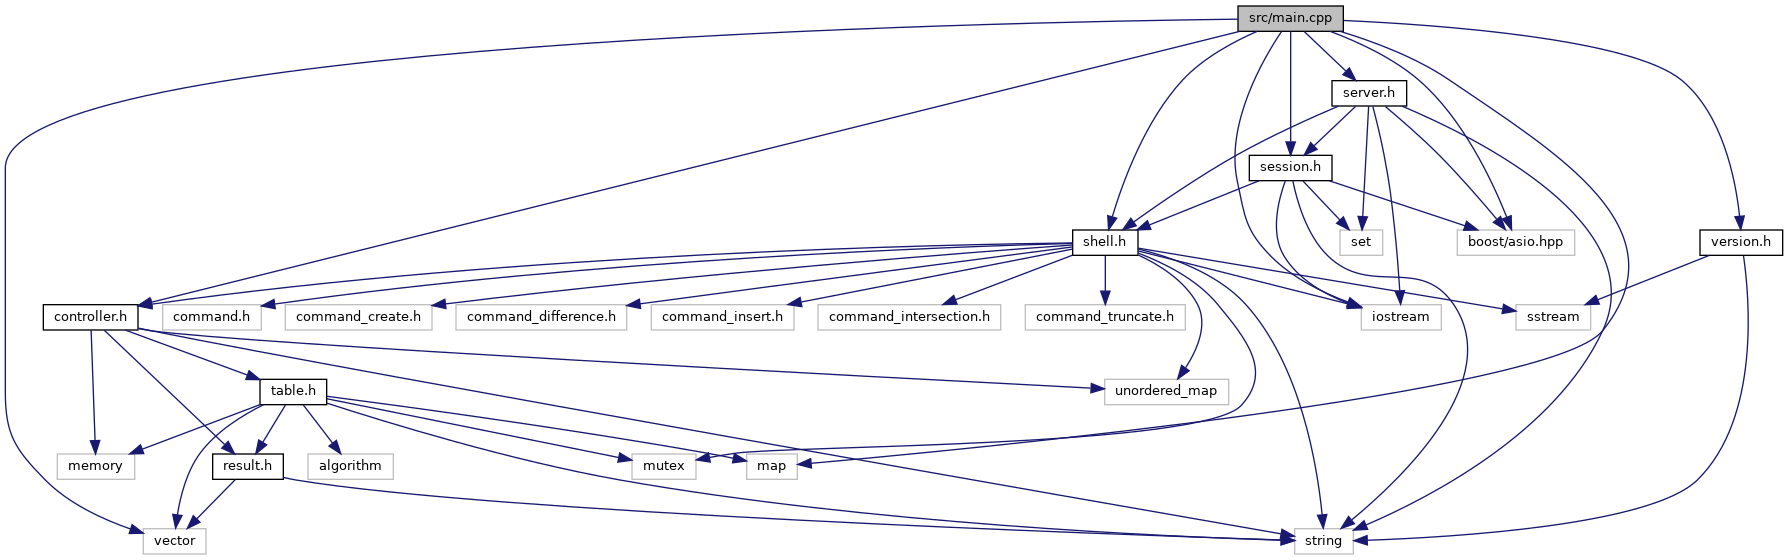 src/main.cpp
server.h
session.h
shell.h
set
boost/asio.hpp
version.h
controller.h
command.h
command_create.h
command_difference.h
command_insert.h
command_intersection.h
command_truncate.h
iostream
sstream
table.h
unordered_map
memory
result.h
algorithm
mutex
map
vector
string